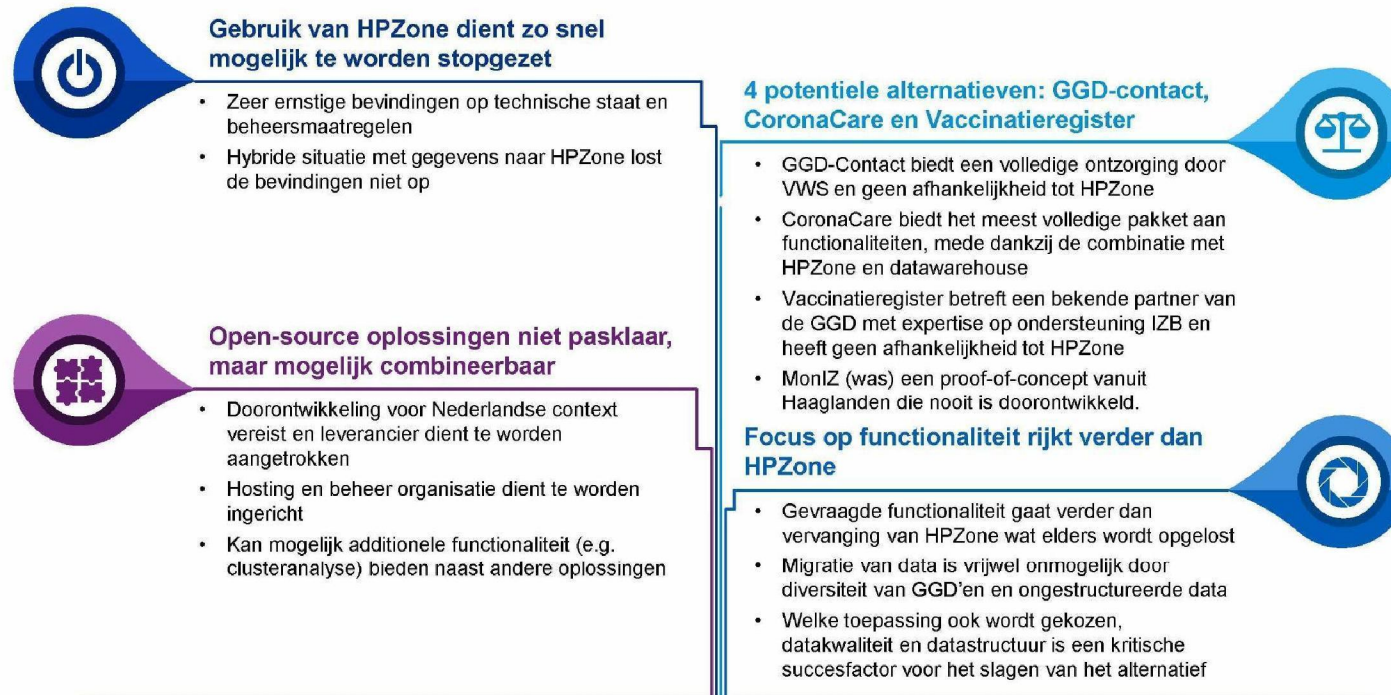 Gebruik van HPZone dient zo snel
mogelijk te worden stopgezet
• Zeer ernstige bevindingen op technische staat en
beheersmaatregelen
• Hybride situatie met gegevens naar HPZone lost
de bevindingen niet op
4 potentiele alternatieven: GGD-contact,
CoronaCare en Vaccinatieregister
• GGD-Contact biedt een volledige ontzorging door
VWS en geen afhankelijkheid tot HPZone
• CoronaCare biedt het meest volledige pakket aan
functionaliteiten, mede dankzij de combinatie met
HPZone en datawarehouse
• Vaccinatieregister betreft een bekende partner van
de GGD met expertise op ondersteuning IZB en
heeft geen afhankelijkheid tot HPZone
• MonIZ (was) een proof-of-concept vanuit
Haaglanden die nooit is doorontwikkeld.
Open-source oplossingen niet pasklaar,
maar mogelijk combineerbaar
• Doorontwikkeling voor Nederlandse context
vereist en leverancier dient te worden
aangetrokken
• Hosting en beheer organisatie dient te worden
ingericht
• Kan mogelijk additionele functionaliteit (e.g.
clusteranalyse) bieden naast andere oplossingen
Focus op functionaliteit rijkt verder dan
HPZone
• Gevraagde functionaliteit gaat verder dan
vervanging van HPZone wat elders wordt opgelost
• Migratie van data is vrijwel onmogelijk door
diversiteit van GGD'en en ongestructureerde data
• Welke toepassing ook wordt gekozen,
datakwaliteit en datastructuur is een kritische
succesfactor voor het slagen van het alternatief